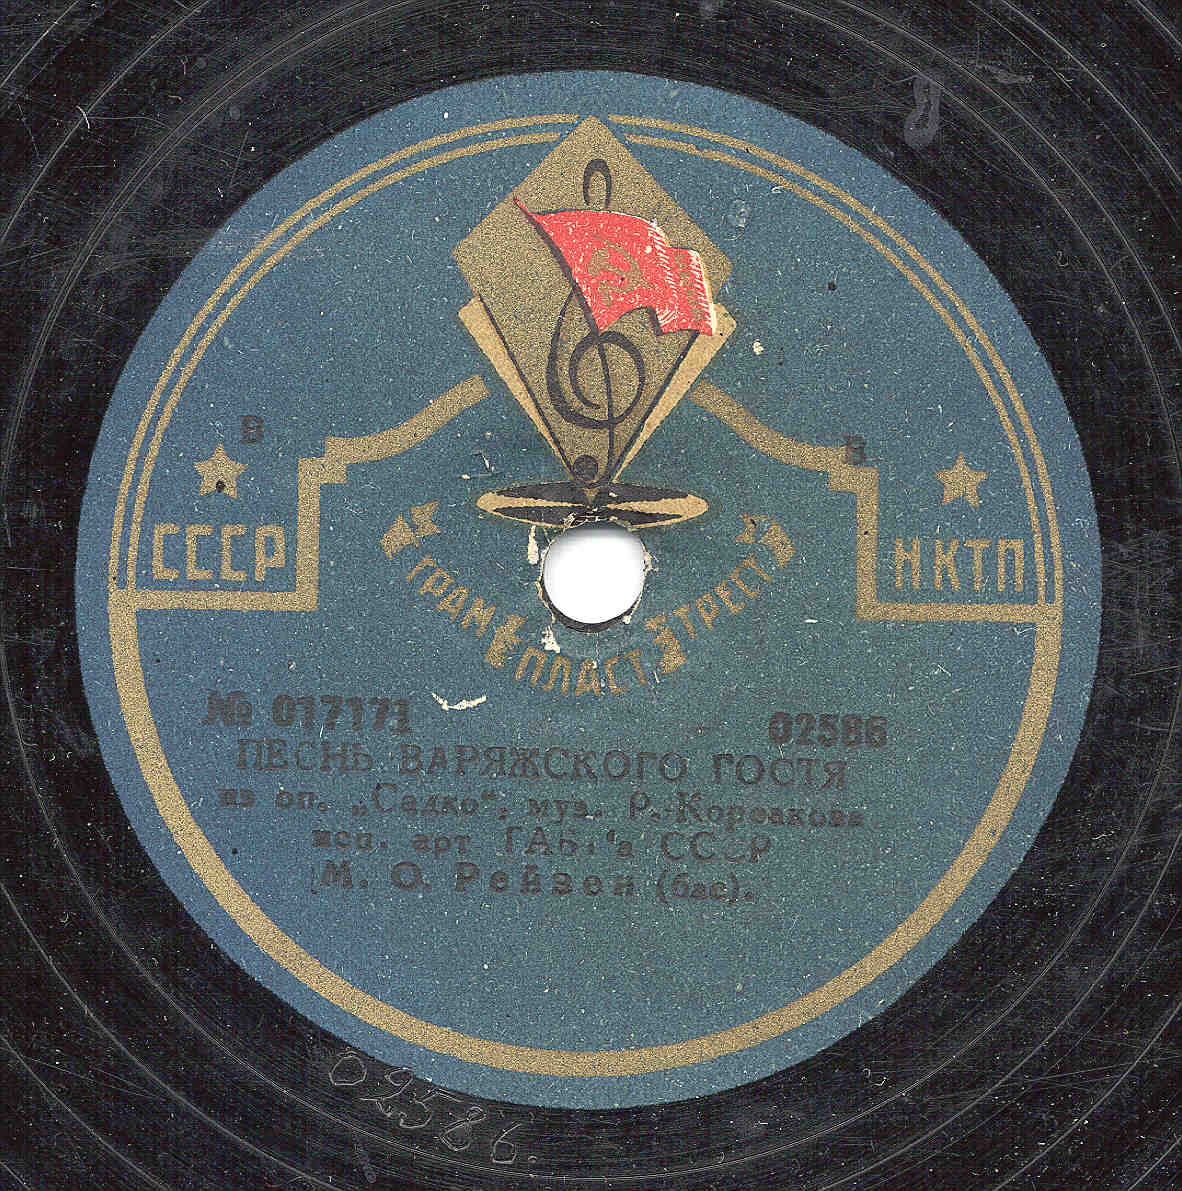 В
В
СССР
НКТП
ГРАМ ПЛАСТ ТРЕСТ
№ 017171 02586
ПЕСНЬ ВАРЯЖСКОГО ГОСТЯ
из оп. „Садко“, муз. Р.-Корсакова
исп. арт ГАБТ'а СССР
М. О. Рейзен (бас).
02586.